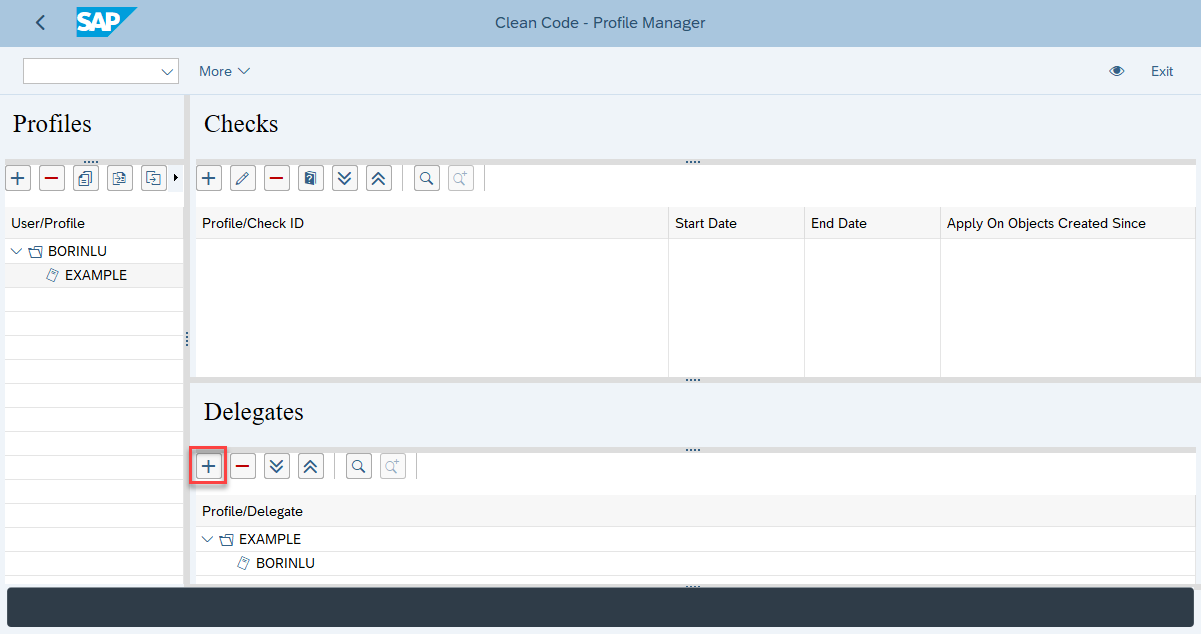 SAP
Clean Code - Profile Manager
More
Exit
Profiles
User/Profile
BORINLU
EXAMPLE
Checks
Profile/Check ID
Start Date
End Date
Apply On Objects Created Since
Delegates
Profile/Delegate
EXAMPLE
BORINLU